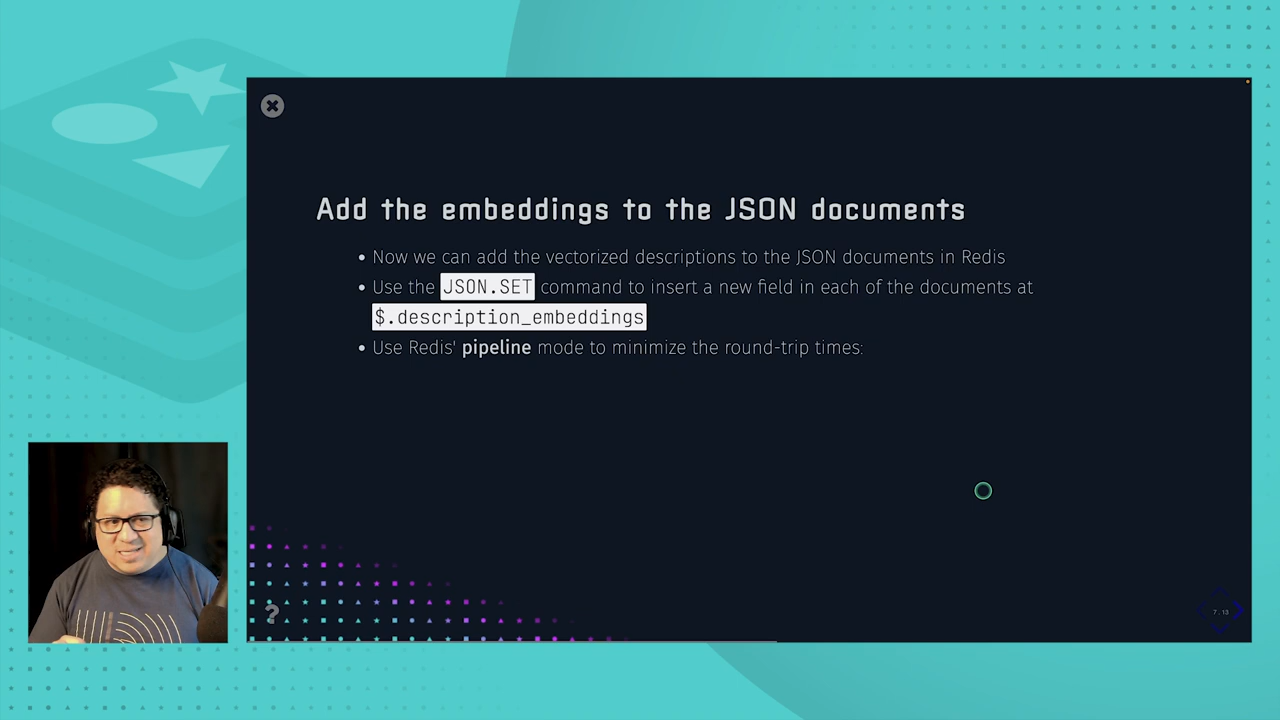 Add the embeddings to the JSON documents
• Now we can add the vectorized descriptions to the JSON documents in Redis
• Use the JSON.SET command to insert a new field in each of the documents at
$.description_embeddings
• Use Redis' pipeline mode to minimize the round-trip times:
?
7.13